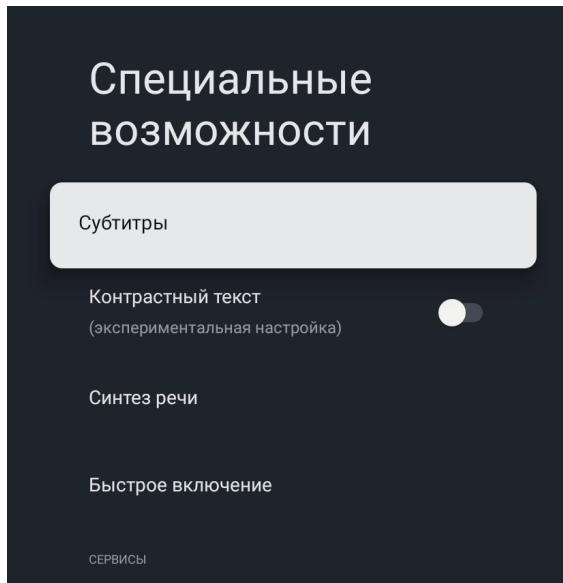 Специальные
возможности
Субтитры
Контрастный текст
(экспериментальная настройка)
Синтез речи
Быстрое включение
СЕРВИСЫ